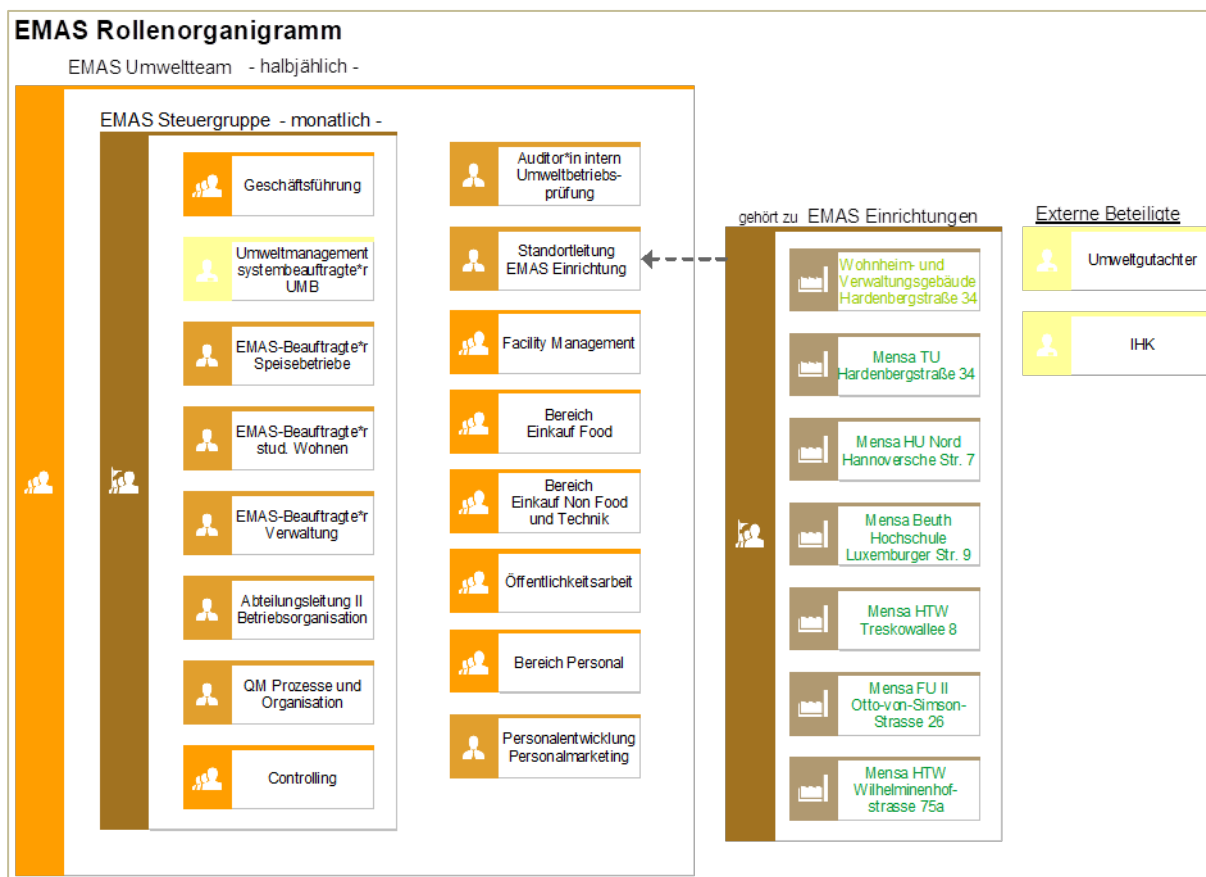 EMAS Rollenorganigramm
EMAS Umweltteam - halbjählich -
EMAS Steuergruppe - monatlich -
Geschäftsführung
Umweltmanagement
systembeauftragte*r
UMB
EMAS-Beauftragte*r
Speisebetriebe
EMAS-Beauftragte*r
stud. Wohnen
EMAS-Beauftragte*r
Verwaltung
Abteilungsleitung II
Betriebsorganisation
QM Prozesse und
Organisation
Controlling
Auditor*in intern
Umweltbetriebs-
prüfung
Standortleitung
EMAS Einrichtung
Facility Management
Bereich
Einkauf Food
Bereich
Einkauf Non Food
und Technik
Öffentlichkeitsarbeit
Bereich Personal
Personalentwicklung
Personalmarketing
gehört zu EMAS Einrichtungen
Wohnheim- und
Verwaltungsgebäude
Hardenbergstraße 34
Mensa TU
Hardenbergstraße 34
Mensa HU Nord
Hannoversche Str. 7
Mensa Beuth
Hochschule
Luxemburger Str. 9
Mensa HTW
Treskowallee 8
Mensa FU II
Otto-von-Simson-
Strasse 26
Mensa HTW
Wilhelminenhof-
strasse 75a
Externe Beteiligte
Umweltgutachter
IHK